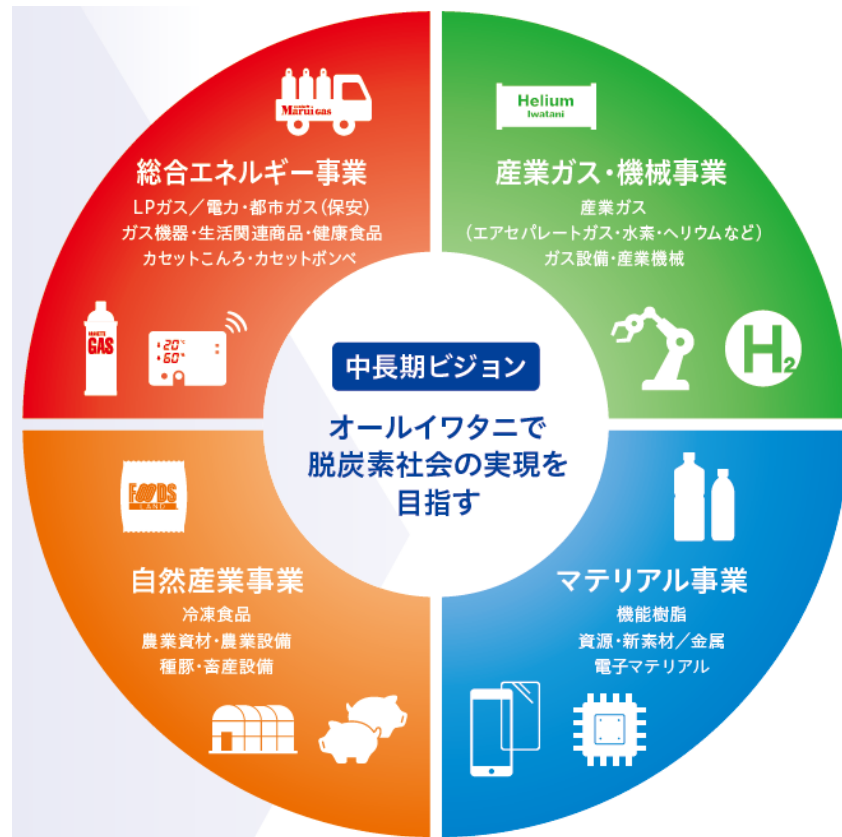 Marui Gas
総合エネルギー事業
LPガス／電力・都市ガス(保安)
ガス機器・生活関連商品・健康食品
カセットこんろ・カセットボンベ
GAS
20
60
Helium
Iwatani
産業ガス・機械事業
産業ガス
(エアセパレートガス・水素・ヘリウムなど)
ガス設備・産業機械
H2
中長期ビジョン
オールイワタニで
脱炭素社会の実現を
目指す
FOODS
LAND
自然産業事業
冷凍食品
農業資材・農業設備
種豚・畜産設備
マテリアル事業
機能樹脂
資源・新素材／金属
電子マテリアル